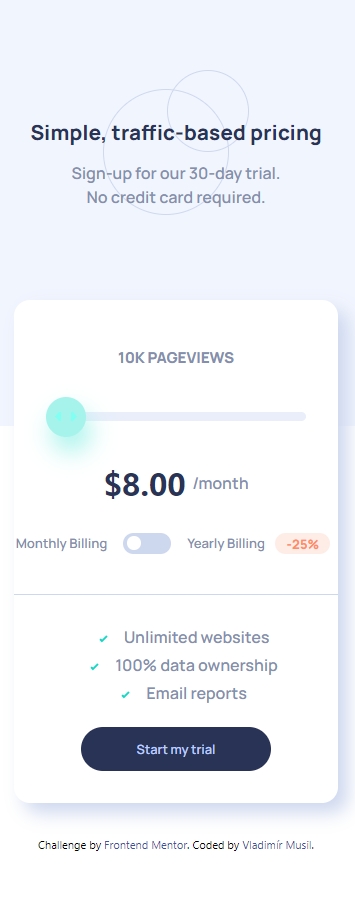 Simple, traffic-based pricing
Sign-up for our 30-day trial.
No credit card required.
10K PAGEVIEWS
$8.00 /month
Monthly Billing Yearly Billing -25%
Unlimited websites
100% data ownership
Email reports
Start my trial
Challenge by Frontend Mentor. Coded by Vladimír Musil.